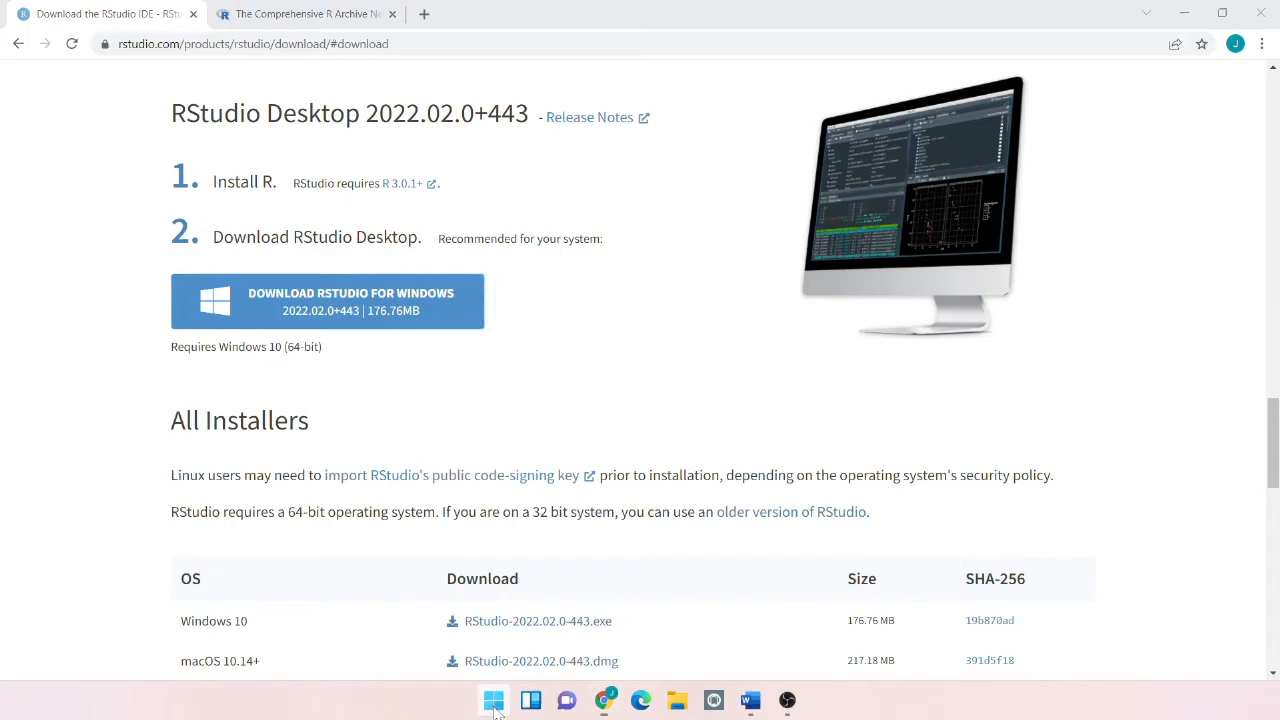 Download the RStudio IDE - RSt
The Comprehensive R Archive Ne
rstudio.com/products/rstudio/download/#download
J
RStudio Desktop 2022.02.0+443 - Release Notes
1. Install R. RStudio requires R 3.0.1+.
2. Download RStudio Desktop. Recommended for your system:
DOWNLOAD RSTUDIO FOR WINDOWS
2022.02.0+443 | 176.76MB
Requires Windows 10 (64-bit)
All Installers
Linux users may need to import RStudio's public code-signing key prior to installation, depending on the operating system's security policy.
RStudio requires a 64-bit operating system. If you are on a 32 bit system, you can use an older version of RStudio.
OS Download Size SHA-256
Windows 10 RStudio-2022.02.0-443.exe 176.76 MB 19b870ad
macOS 10.14+ RStudio-2022.02.0-443.dmg 217.18 MB 391d5f18